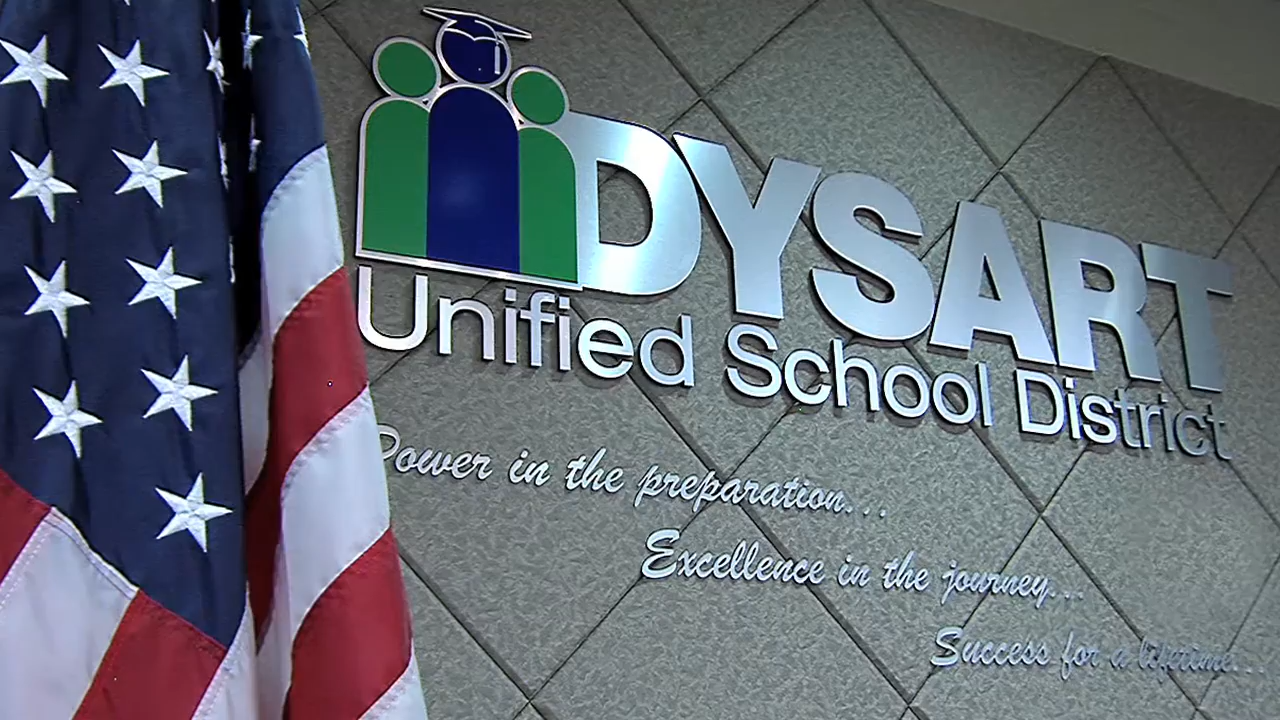 DYSART
Unified School District
Power in the preparation...
Excellence in the journey...
Success for a lifetime...